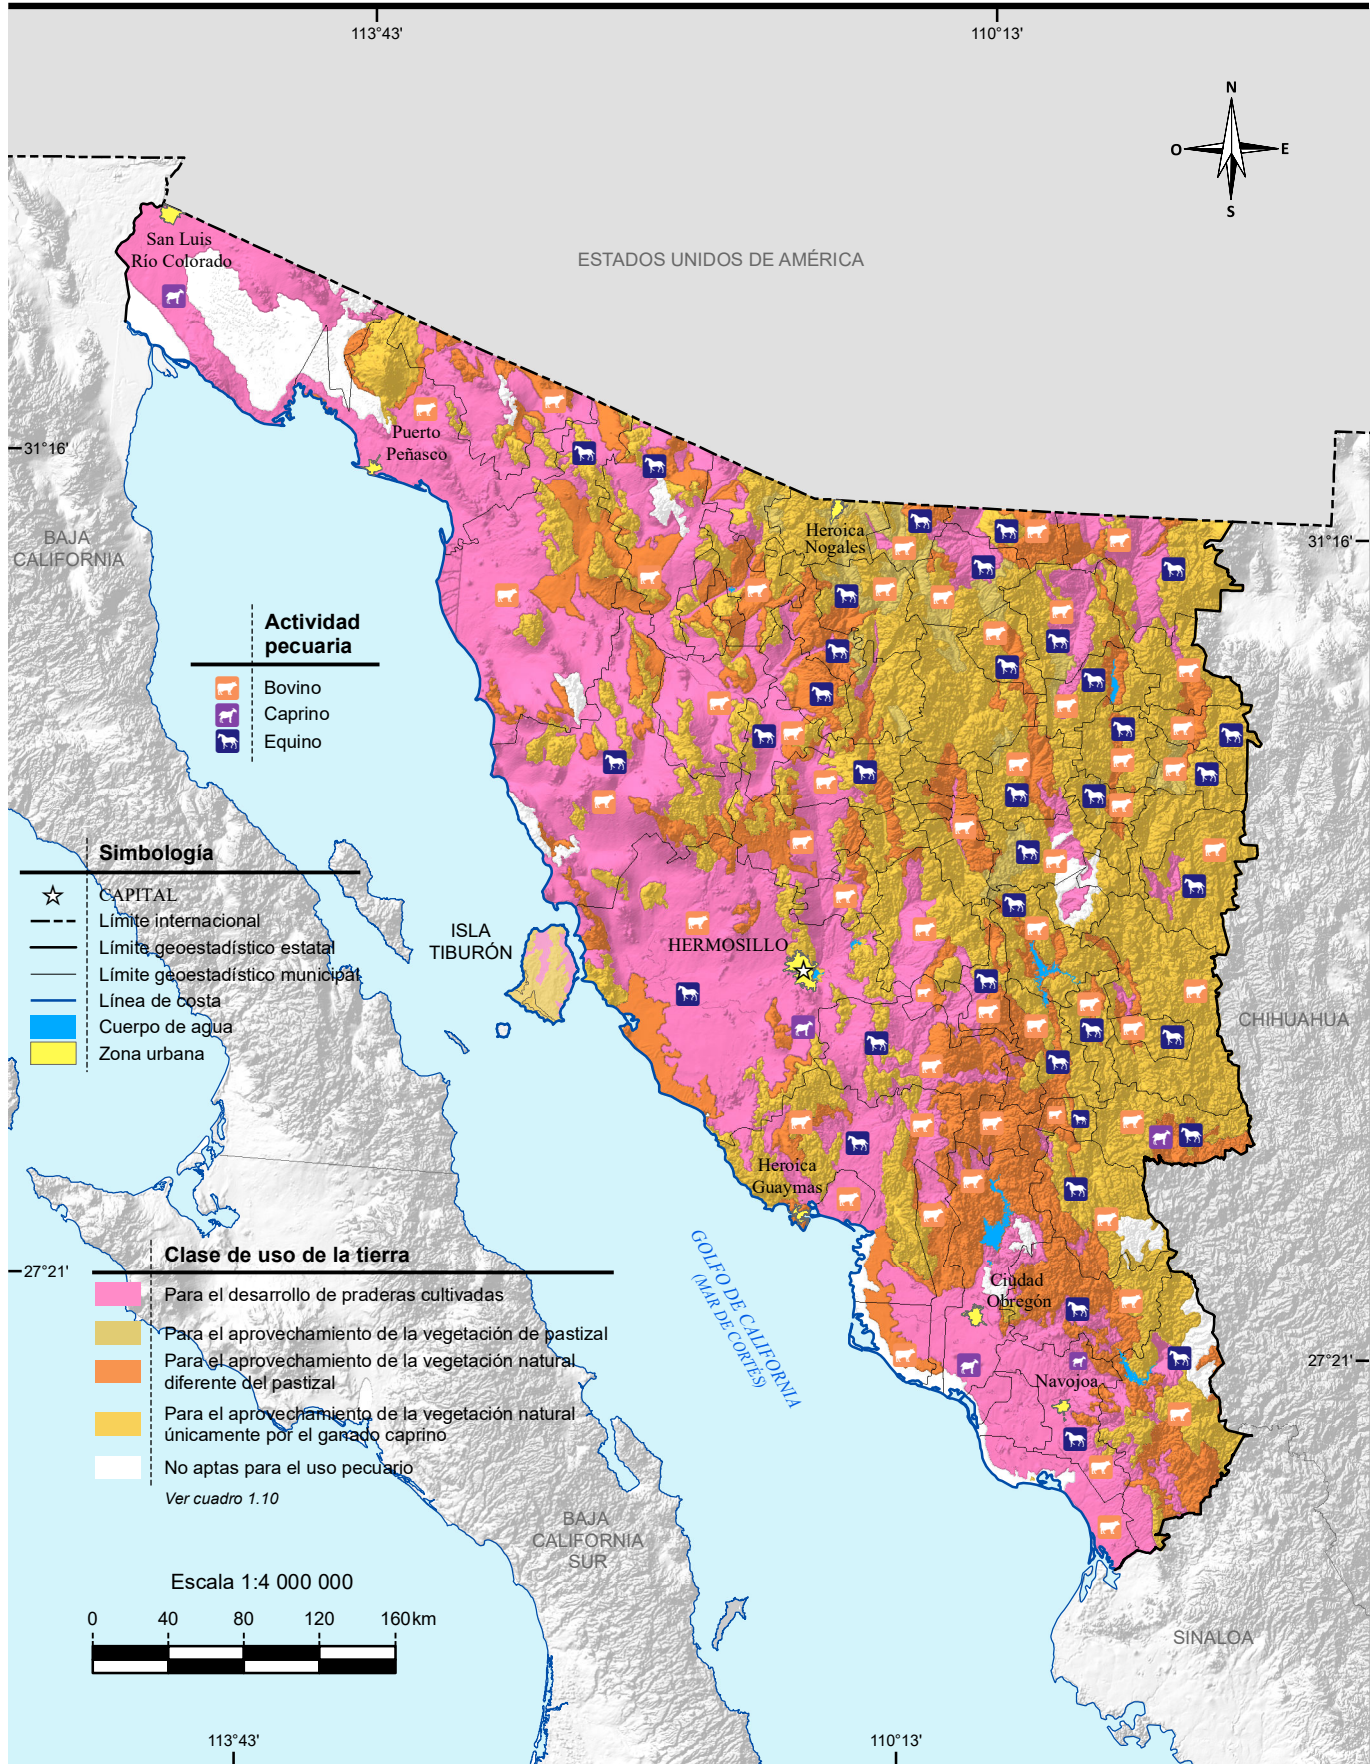 113°43'
110°13'
N
O
E
S
ESTADOS UNIDOS DE AMÉRICA
San Luis
Río Colorado
Puerto
Peñasco
31°16'
Heroica
Nogales
31°16'
BAJA
CALIFORNIA
Actividad
pecuaria
Bovino
Caprino
Equino
Simbología
CAPITAL
Límite internacional
Límite geoestadístico estatal
Límite geoestadístico municipal
Línea de costa
Cuerpo de agua
Zona urbana
ISLA
TIBURÓN
HERMOSILLO
CHIHUAHUA
Heroica
Guaymas
GOLFO DE CALIFORNIA
(MAR DE CORTÉS)
Ciudad
Obregón
Navojoa
27°21'
27°21'
Clase de uso de la tierra
Para el desarrollo de praderas cultivadas
Para el aprovechamiento de la vegetación de pastizal
Para el aprovechamiento de la vegetación natural
diferente del pastizal
Para el aprovechamiento de la vegetación natural
únicamente por el ganado caprino
No aptas para el uso pecuario
Ver cuadro 1.10
BAJA
CALIFORNIA
SUR
Escala 1:4 000 000
0 40 80 120 160 km
SINALOA
113°43'
110°13'